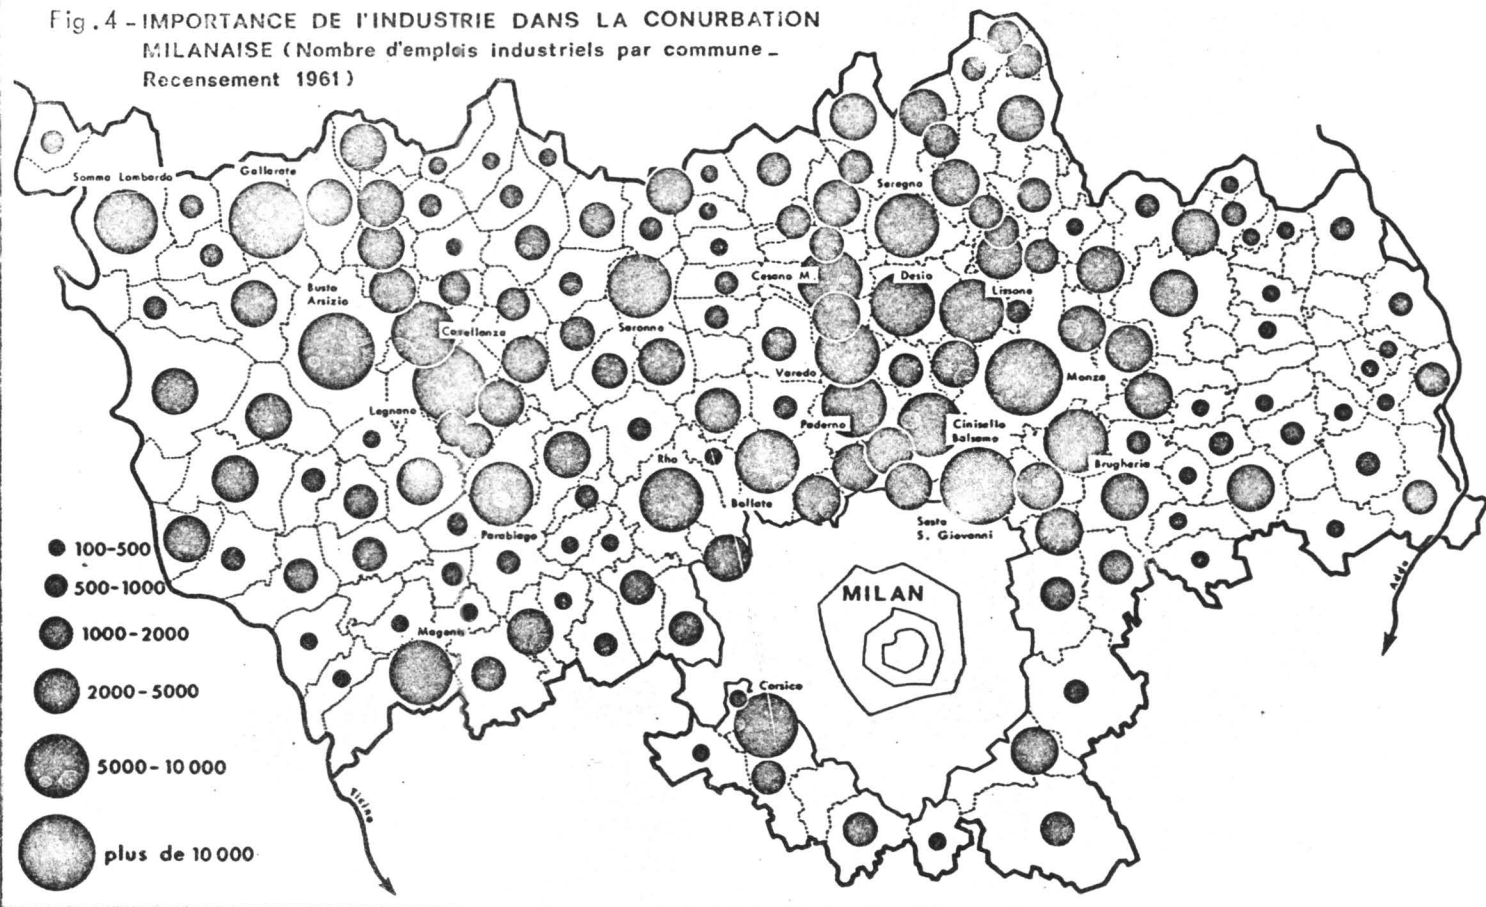 Fig.4-IMPORTANCE DE l'INDUSTRIE DANS LA CONURBATiON
MILANAISE (Nombre d'emplois industriels par commune_
Recensement 1961)
Somma Lombardo
Gallarate
Seregno
Busto
Arsizio
Cesano M.
Desio
Lissone
Castellanza
Saronno
Varedo
Monza
Legnano
Paderno
Cinisello
Balsamo
Rho
Brugherio
Bollate
Parabiago
Sesto
S. Giovanni
100-500
500-1000
1000-2000
2000-5000
5000-10 000
plus de 10 000
MILAN
Adda
Magenta
Corsico
Ticino